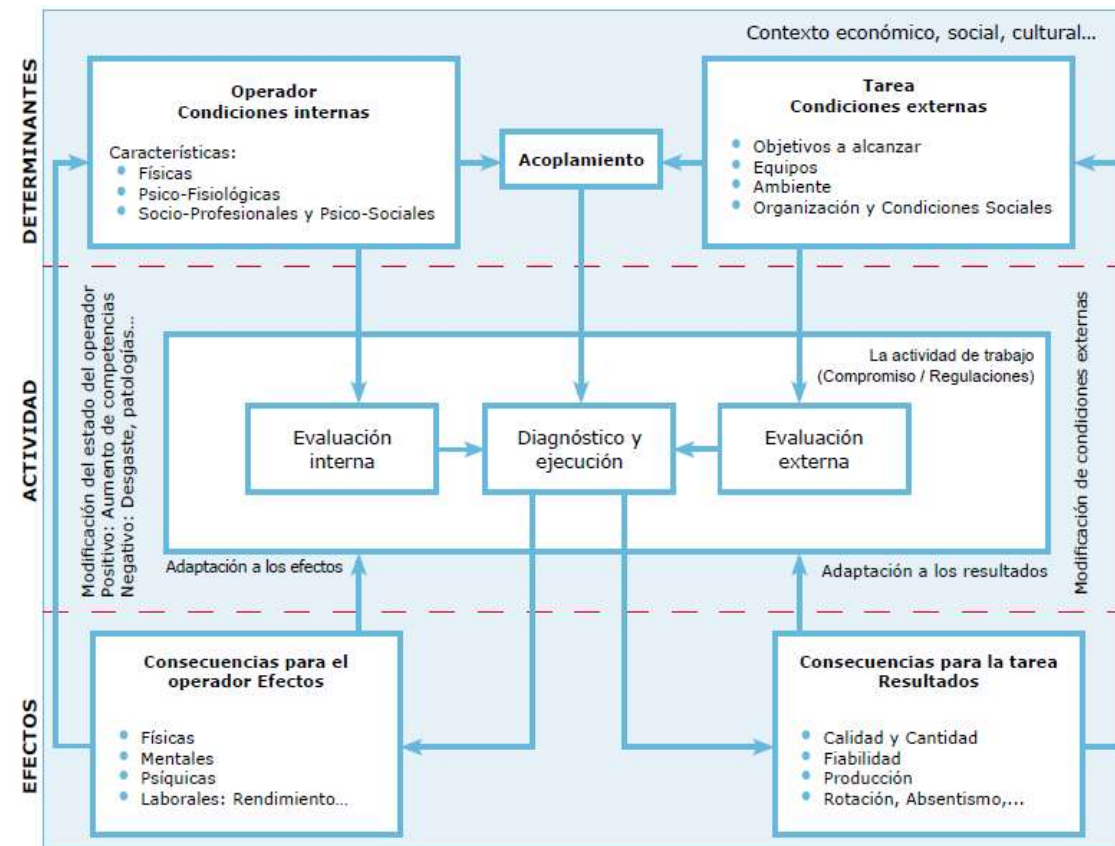 Contexto económico, social, cultural...
DETERMINANTES
Operador
Condiciones internas
Características:
Físicas
Psico-Fisiológicas
Socio-Profesionales y Psico-Sociales
Acoplamiento
Tarea
Condiciones externas
Objetivos a alcanzar
Equipos
Ambiente
Organización y Condiciones Sociales
ACTIVIDAD
Modificación del estado del operador
Positivo: Aumento de competencias
Negativo: Desgaste, patologías...
La actividad de trabajo
(Compromiso / Regulaciones)
Evaluación
interna
Diagnóstico y
ejecución
Evaluación
externa
Modificación de condiciones externas
Adaptación a los efectos
Adaptación a los resultados
EFECTOS
Consecuencias para el
operador Efectos
Físicas
Mentales
Psíquicas
Laborales: Rendimiento...
Consecuencias para la tarea
Resultados
Calidad y Cantidad
Fiabilidad
Producción
Rotación, Absentismo,...